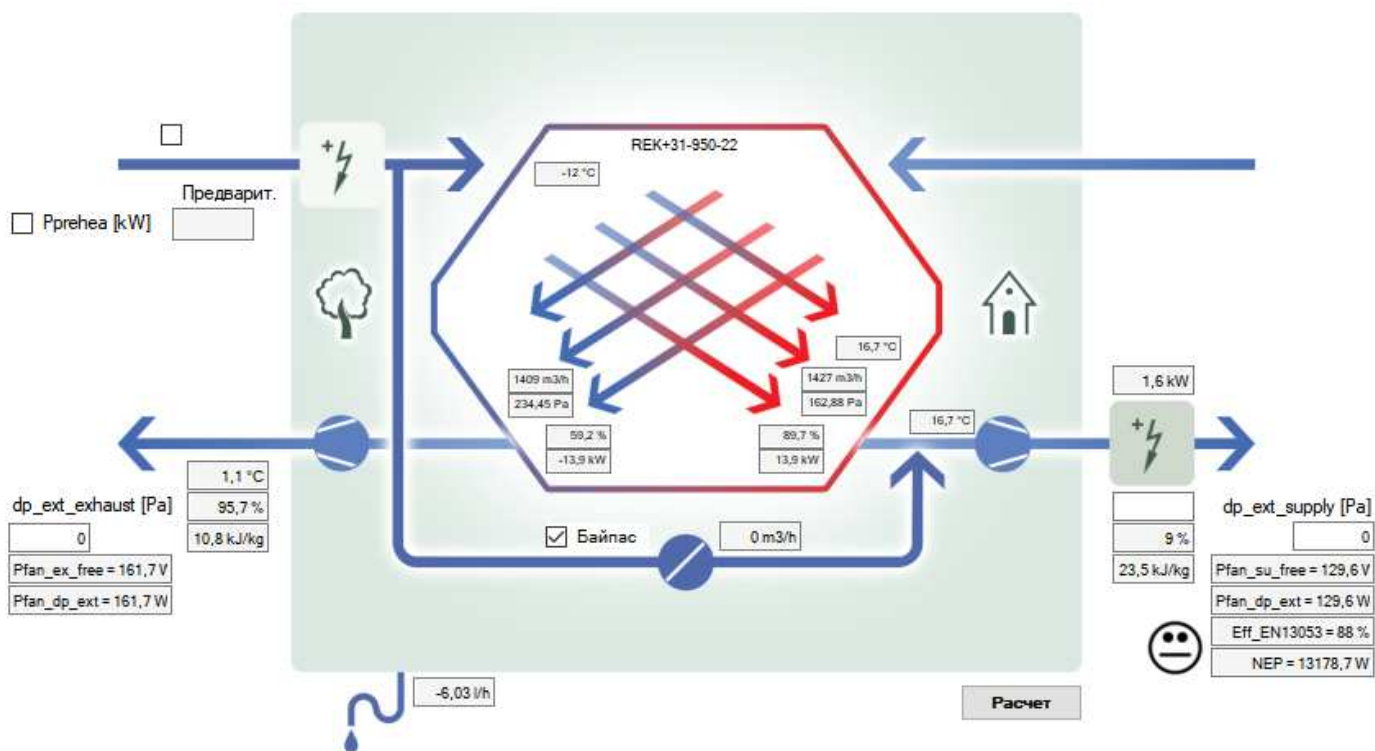 REK+31-950-22
-12 °C
Предварит.
Pprehea [kW]
16,7 °C
1409 m3/h
234,45 Pa
1427 m3/h
162,88 Pa
59,2 %
-13,9 kW
89,7 %
13,9 kW
16,7 °C
1,6 kW
1,1 °C
95,7 %
10,8 kJ/kg
dp_ext_exhaust [Pa]
0
Pfan_ex_free = 161,7 V
Pfan_dp_ext = 161,7 W
Байпас
0 m3/h
9 %
23,5 kJ/kg
dp_ext_supply [Pa]
0
Pfan_su_free = 129,6 V
Pfan_dp_ext = 129,6 W
Eff_EN13053 = 88 %
NEP = 13178,7 W
-6,03 l/h
Расчет